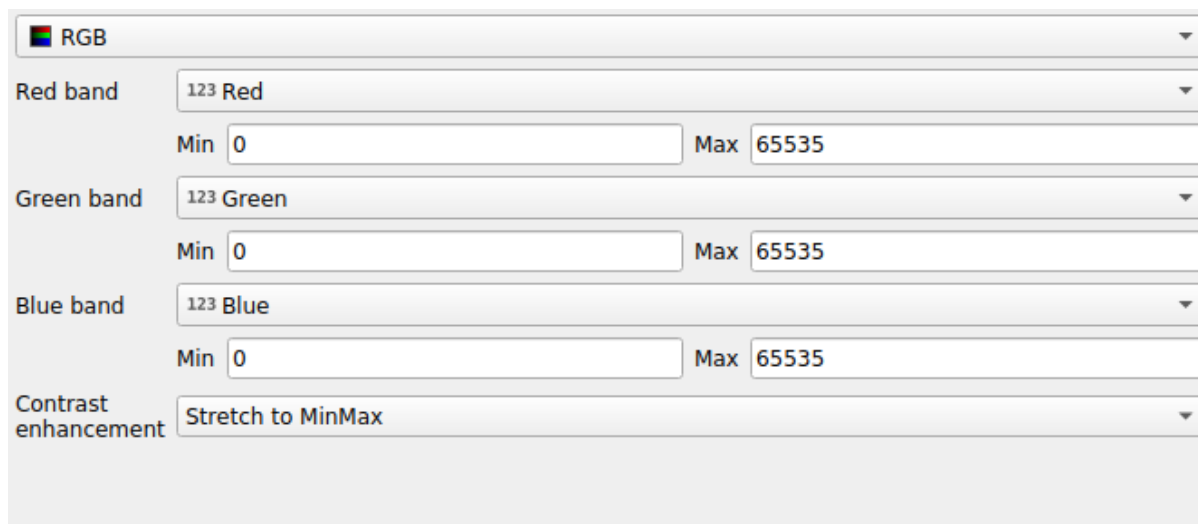 RGB
Red band 123 Red
Min 0 Max 65535
Green band 123 Green
Min 0 Max 65535
Blue band 123 Blue
Min 0 Max 65535
Contrast
enhancement Stretch to MinMax